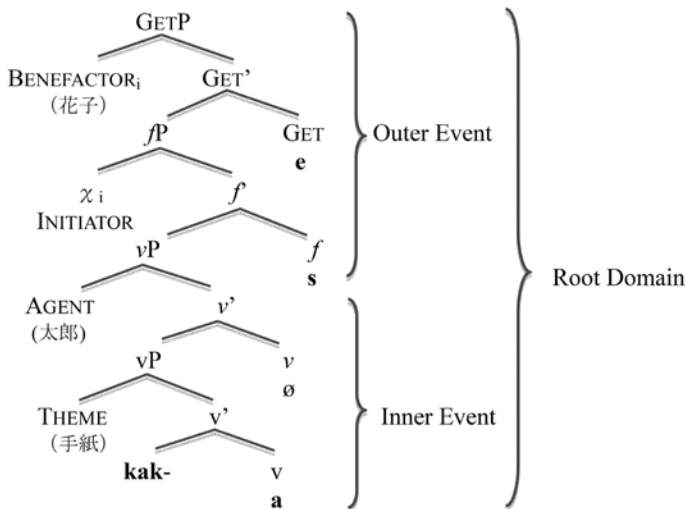 GETP
BENEFACTORi
GET’
(花子)
fP
GET
Outer Event
e
χ i
f’
INITIATOR
vP
f
s
Root Domain
AGENT
v’
(太郎)
vP
v
ø
THEME
v’
Inner Event
(手紙)
kak-
v
a